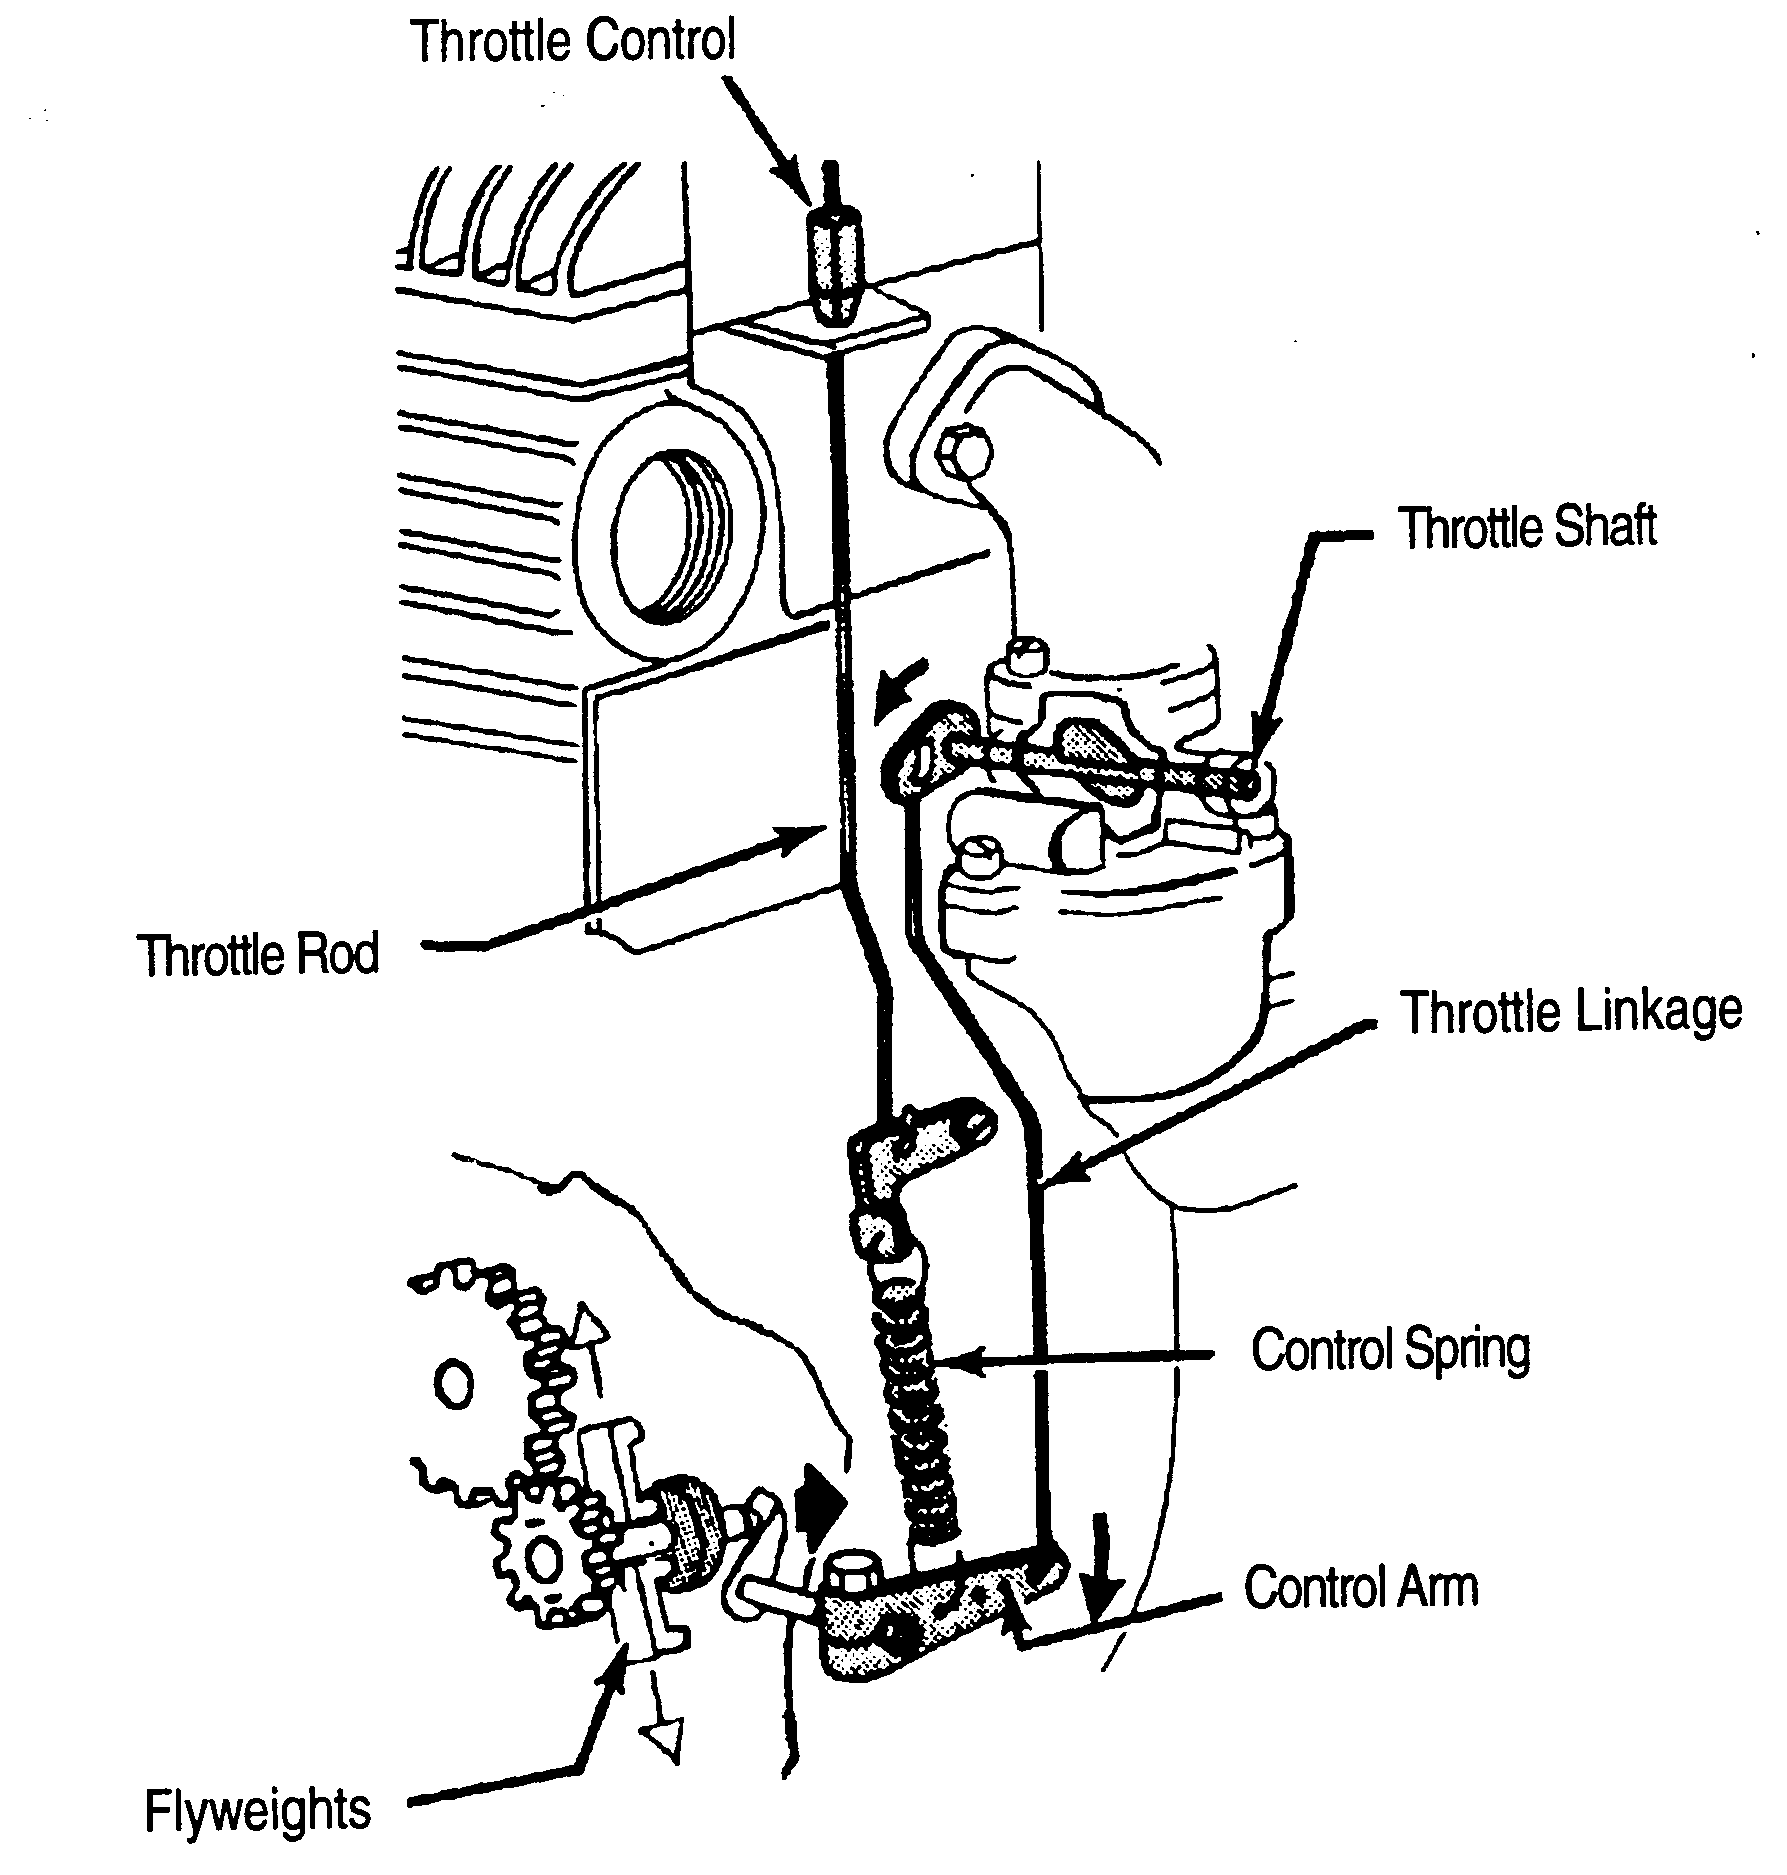 Throttle Control
Throttle Shaft
Throttle Rod
Throttle Linkage
Control Spring
Control Arm
Flyweights